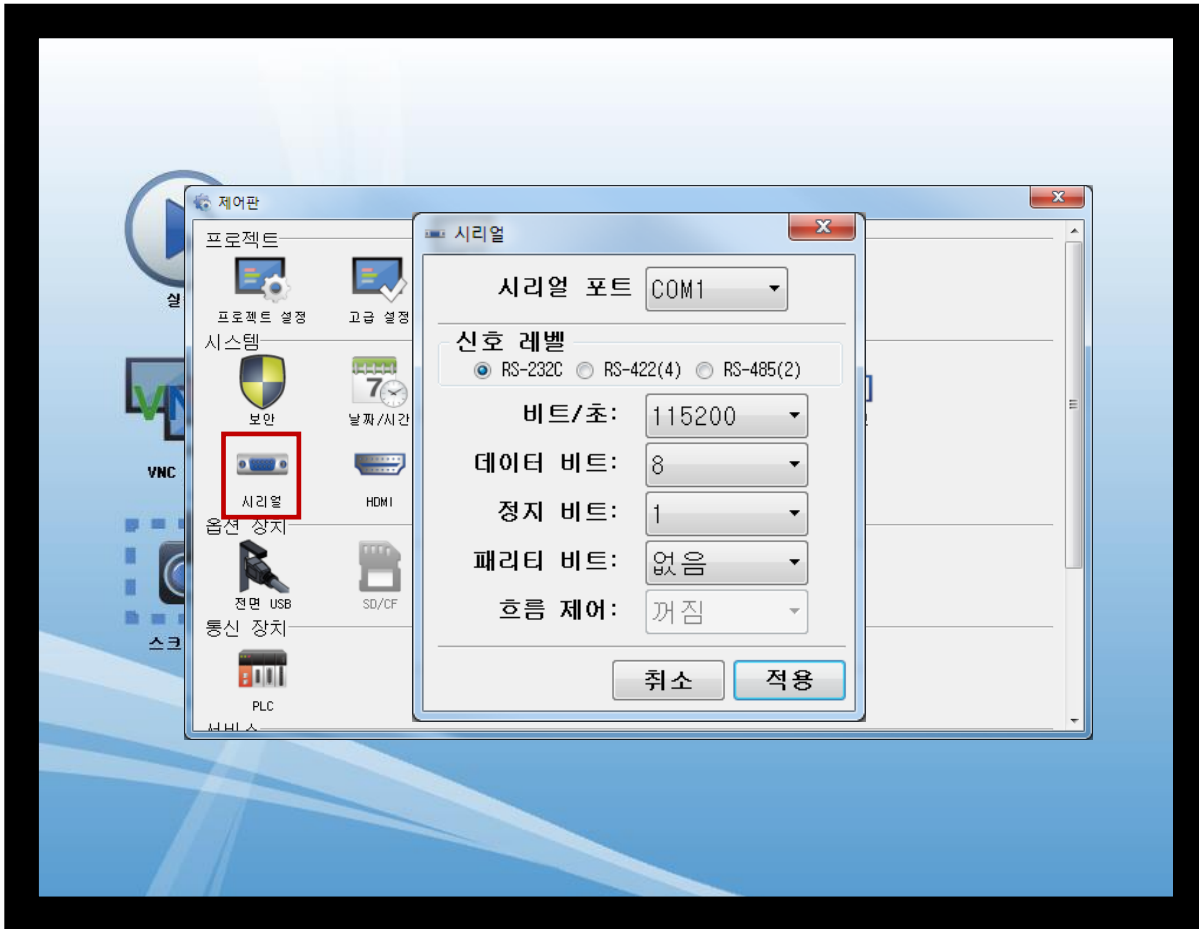 제어판
프로젝트
프로젝트 설정
고급 설정
시스템
보안
날짜/시간
시리얼
HDMI
옵션 장치
전면 USB
SD/CF
통신 장치
PLC
서비스
VNC
시리얼
시리얼 포트 COM1
신호 레벨
RS-232C RS-422(4) RS-485(2)
비트/초: 115200
데이터 비트: 8
정지 비트: 1
패리티 비트: 없음
흐름 제어: 꺼짐
취소 적용